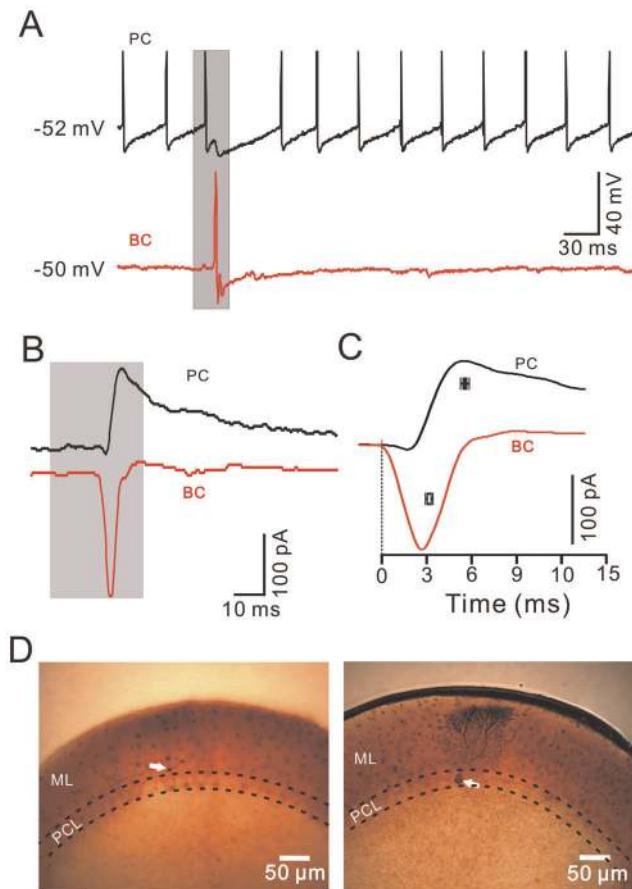 A
PC
-52 mV
BC
-50 mV
40 mV
30 ms
B
PC
BC
100 pA
10 ms
C
PC
BC
100 pA
0 3 6 9 10 15
Time (ms)
D
ML
PCL
50 µm
ML
PCL
50 µm